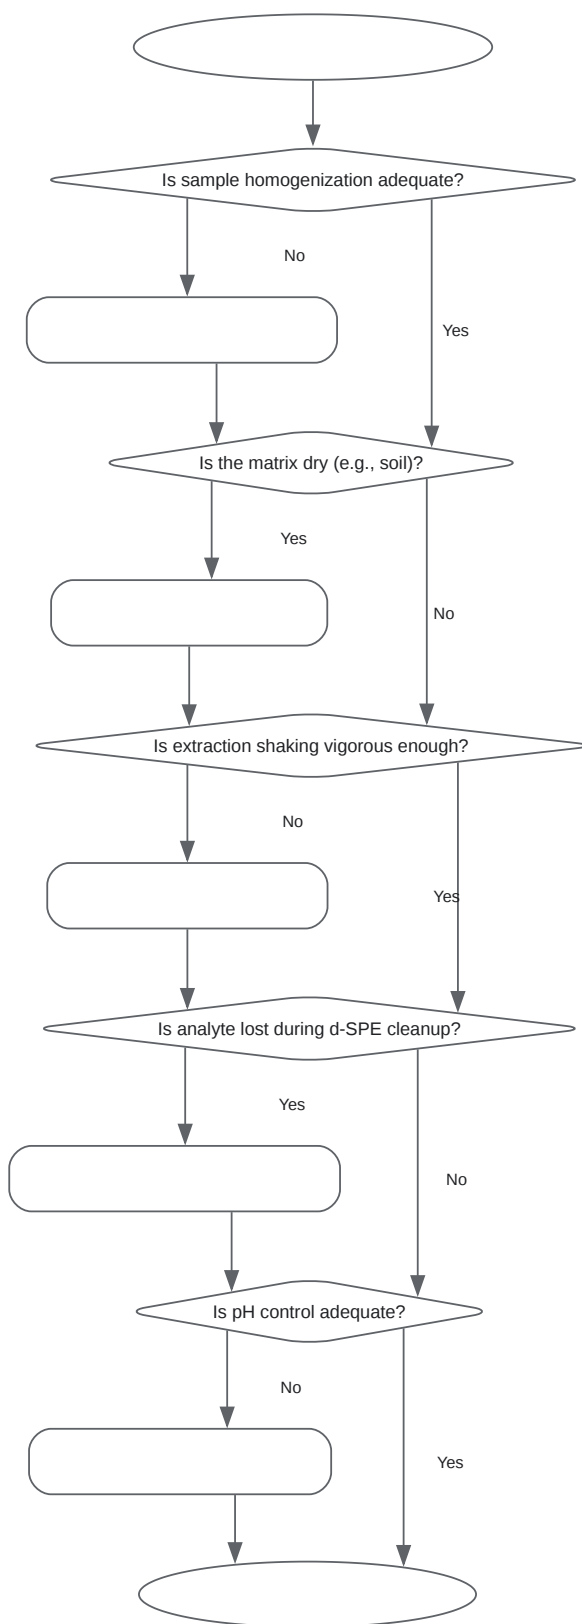 Is sample homogenization adequate?
No
Yes
Is the matrix dry (e.g., soil)?
Yes
No
Is extraction shaking vigorous enough?
No
Yes
Is analyte lost during d-SPE cleanup?
Yes
No
Is pH control adequate?
No
Yes